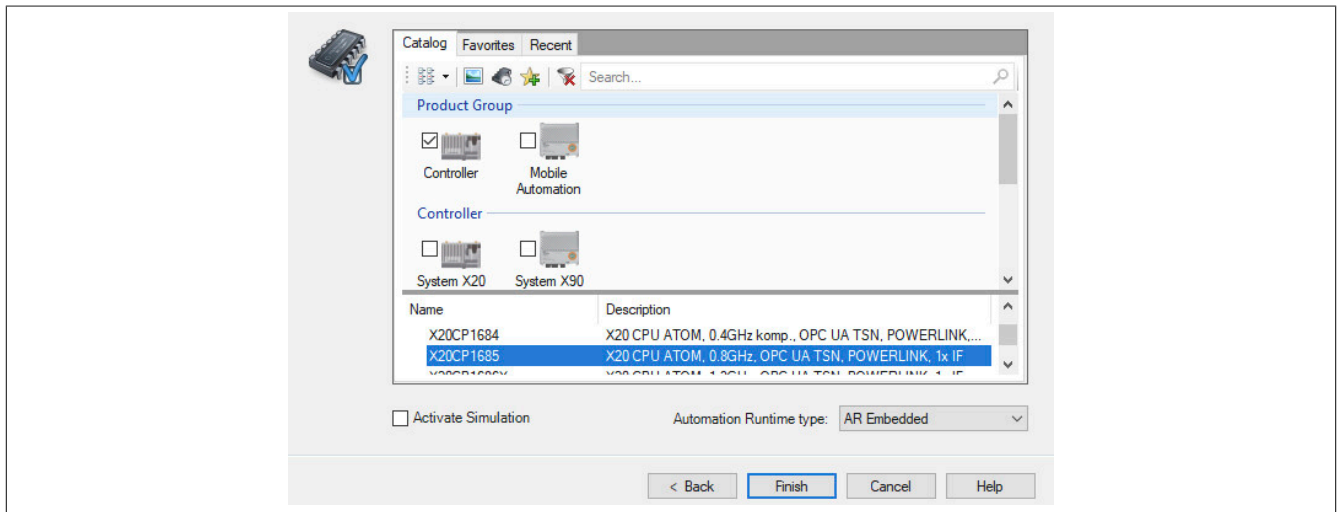 Catalog Favorites Recent
Search...
Product Group
Controller Mobile Automation
Controller
System X20 System X90
Name Description
X20CP1684 X20 CPU ATOM, 0.4GHz komp., OPC UA TSN, POWERLINK,...
X20CP1685 X20 CPU ATOM, 0.8GHz, OPC UA TSN, POWERLINK, 1x IF
Activate Simulation Automation Runtime type: AR Embedded
< Back Finish Cancel Help